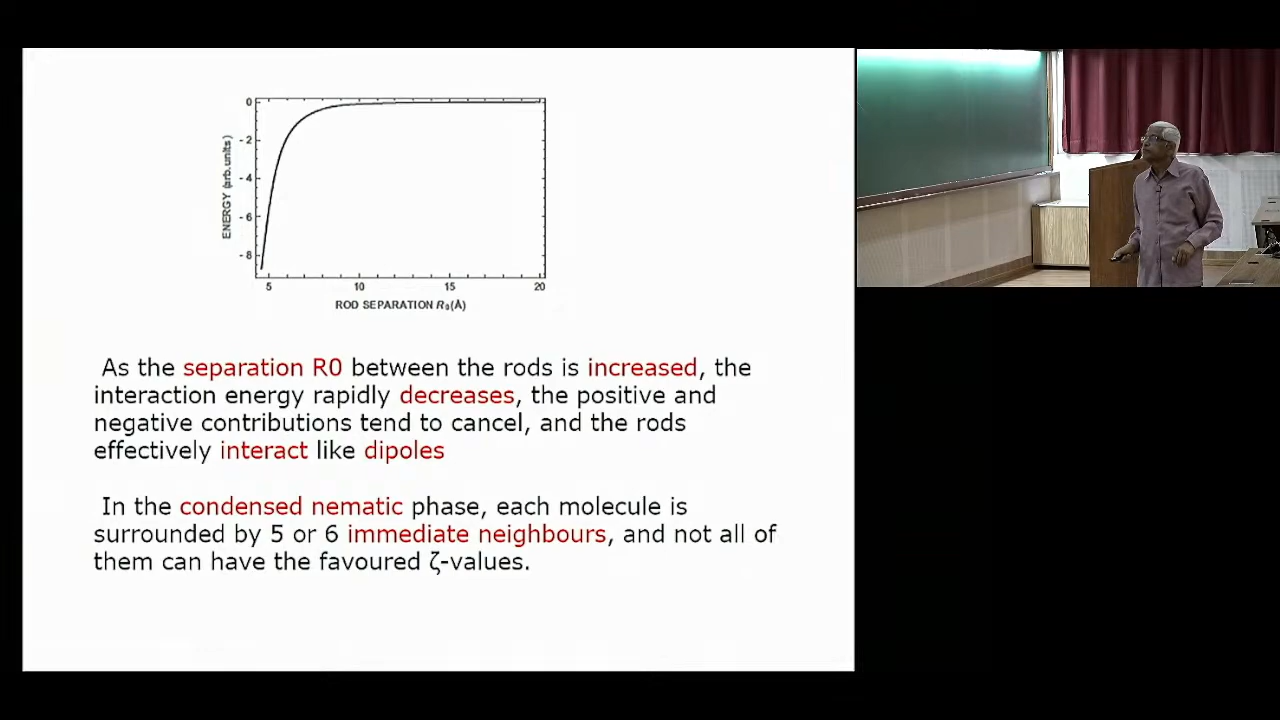 0
-2
-4
-6
-8
ENERGY (arb. units)
5 10 15 20
ROD SEPARATION R0(Å)
As the separation R0 between the rods is increased, the
interaction energy rapidly decreases, the positive and
negative contributions tend to cancel, and the rods
effectively interact like dipoles
In the condensed nematic phase, each molecule is
surrounded by 5 or 6 immediate neighbours, and not all of
them can have the favoured ζ-values.